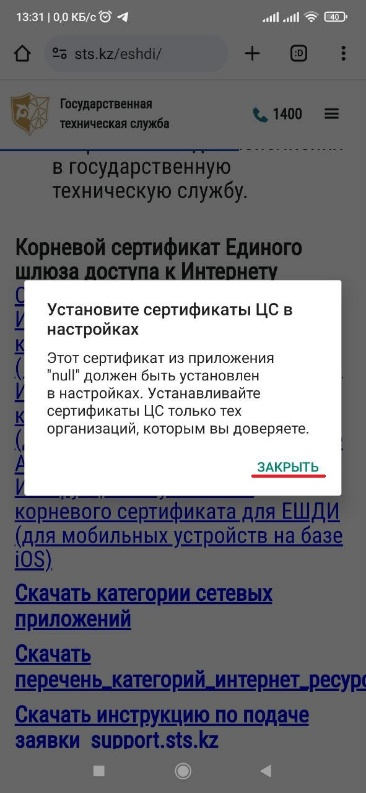 13:31 | 0,0 КБ/с
40
sts.kz/eshdi/
:D
Государственная
техническая служба
1400
в государственную
техническую службу.
Корневой сертификат Единого
шлюза доступа к Интернету
Установите сертификаты ЦС в
настройках
Этот сертификат из приложения
"null" должен быть установлен
в настройках. Устанавливайте
сертификаты ЦС только тех
организаций, которым вы доверяете.
ЗАКРЫТЬ
корневого сертификата для ЕШДИ
(для мобильных устройств на базе
iOS)
Скачать категории сетевых
приложений
Скачать
перечень_категорий_интернет_ресурс
Скачать инструкцию по подаче
заявки support.sts.kz